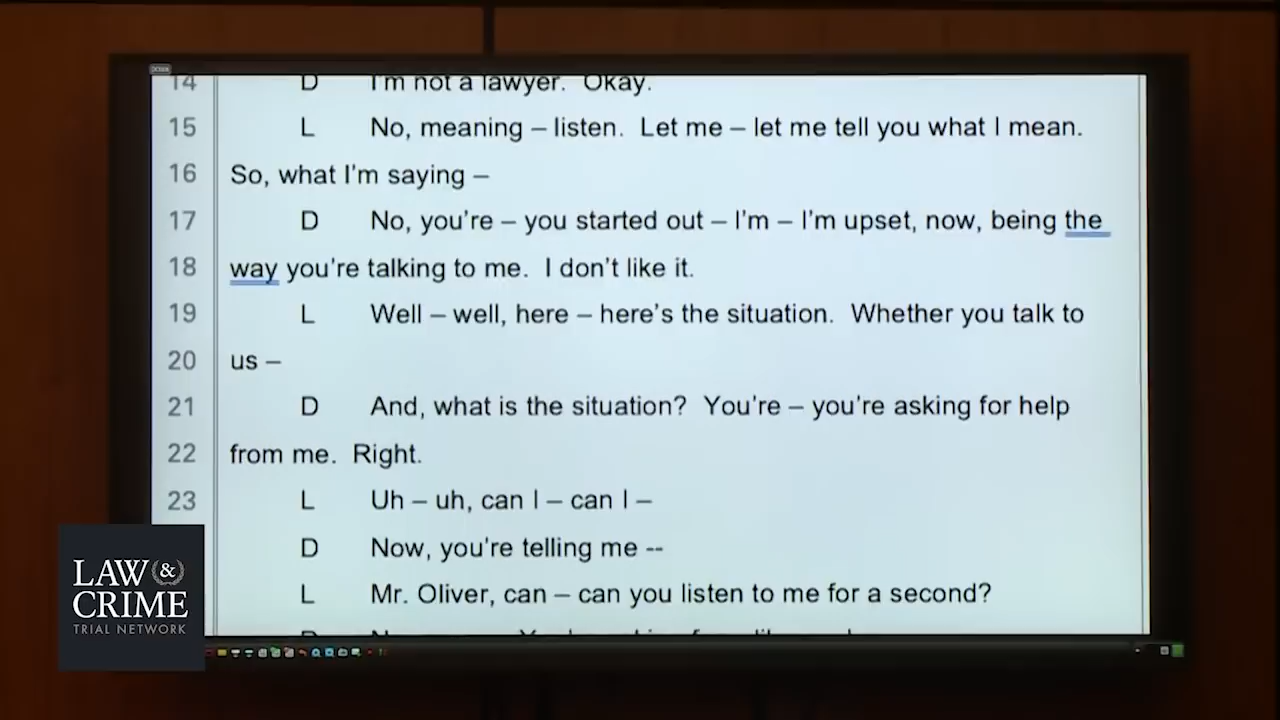 14 D I'm not a lawyer. Okay.
15 L No, meaning – listen. Let me – let me tell you what I mean.
16 So, what I'm saying –
17 D No, you're – you started out – I'm – I'm upset, now, being the
18 way you're talking to me. I don't like it.
19 L Well – well, here – here's the situation. Whether you talk to
20 us –
21 D And, what is the situation? You're – you're asking for help
22 from me. Right.
23 L Uh – uh, can I – can I –
D Now, you're telling me --
L Mr. Oliver, can – can you listen to me for a second?
LAW &
CRIME
TRIAL NETWORK